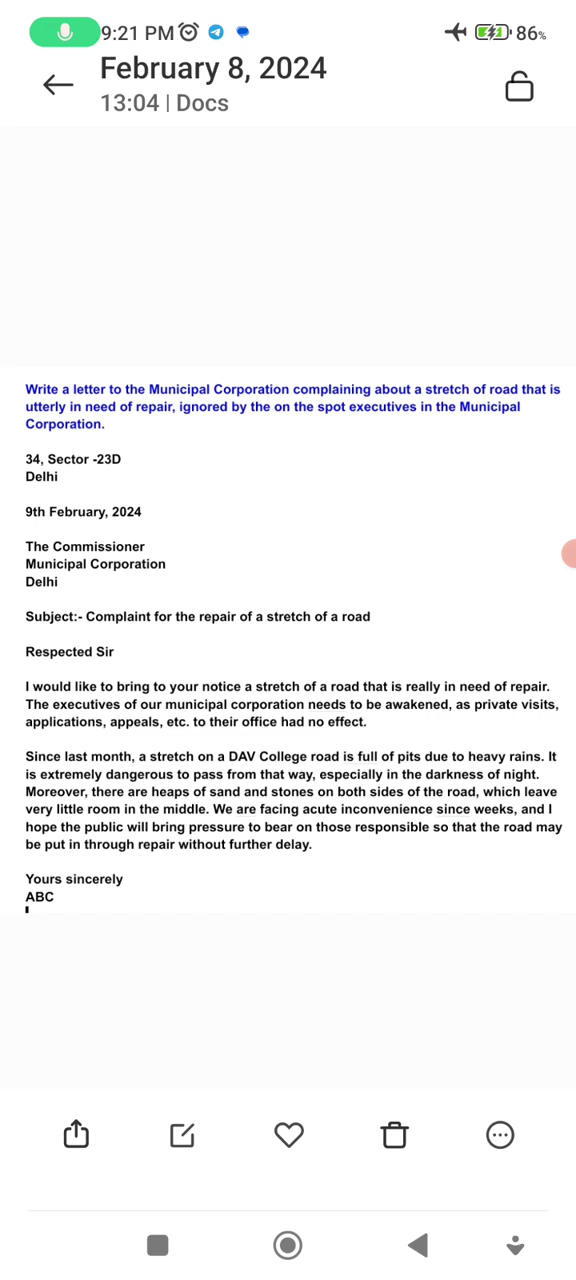 9:21 PM
86%
February 8, 2024
13:04 | Docs
Write a letter to the Municipal Corporation complaining about a stretch of road that is
utterly in need of repair, ignored by the on the spot executives in the Municipal
Corporation.
34, Sector -23D
Delhi
9th February, 2024
The Commissioner
Municipal Corporation
Delhi
Subject:- Complaint for the repair of a stretch of a road
Respected Sir
I would like to bring to your notice a stretch of a road that is really in need of repair.
The executives of our municipal corporation needs to be awakened, as private visits,
applications, appeals, etc. to their office had no effect.
Since last month, a stretch on a DAV College road is full of pits due to heavy rains. It
is extremely dangerous to pass from that way, especially in the darkness of night.
Moreover, there are heaps of sand and stones on both sides of the road, which leave
very little room in the middle. We are facing acute inconvenience since weeks, and I
hope the public will bring pressure to bear on those responsible so that the road may
be put in through repair without further delay.
Yours sincerely
ABC